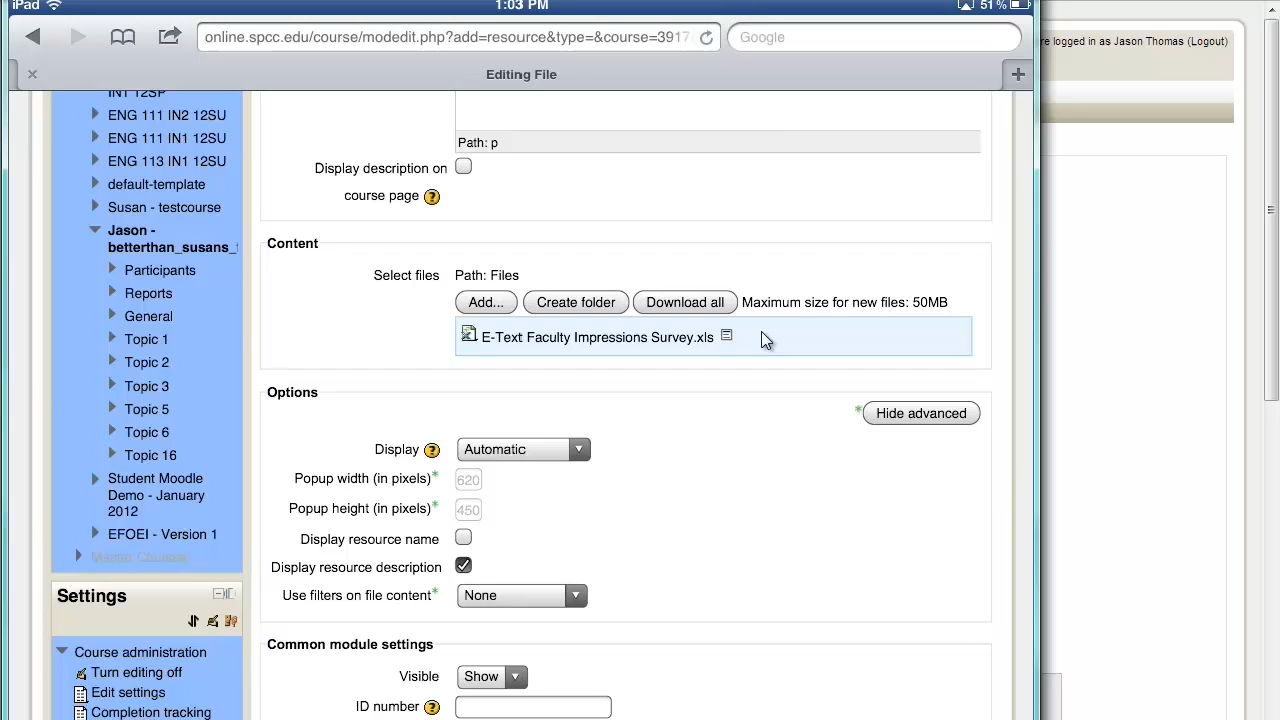 iPad 1:03 PM 51%
online.spcc.edu/course/modedit.php?add=resource&type=&course=3917 Google
Editing File
re logged in as Jason Thomas (Logout)
INT 12SP
ENG 111 IN2 12SU
ENG 111 IN1 12SU
ENG 113 IN1 12SU
default-template
Susan - testcourse
Jason -
betterthan_susans_
Participants
Reports
General
Topic 1
Topic 2
Topic 3
Topic 5
Topic 6
Topic 16
Student Moodle
Demo - January
2012
EFOEI - Version 1
Master Courses
Settings
Course administration
Turn editing off
Edit settings
Completion tracking
Path: p
Display description on
course page
Content
Select files Path: Files
Add... Create folder Download all Maximum size for new files: 50MB
E-Text Faculty Impressions Survey.xls
Options
* Hide advanced
Display Automatic
Popup width (in pixels)* 620
Popup height (in pixels)* 450
Display resource name
Display resource description
Use filters on file content* None
Common module settings
Visible Show
ID number